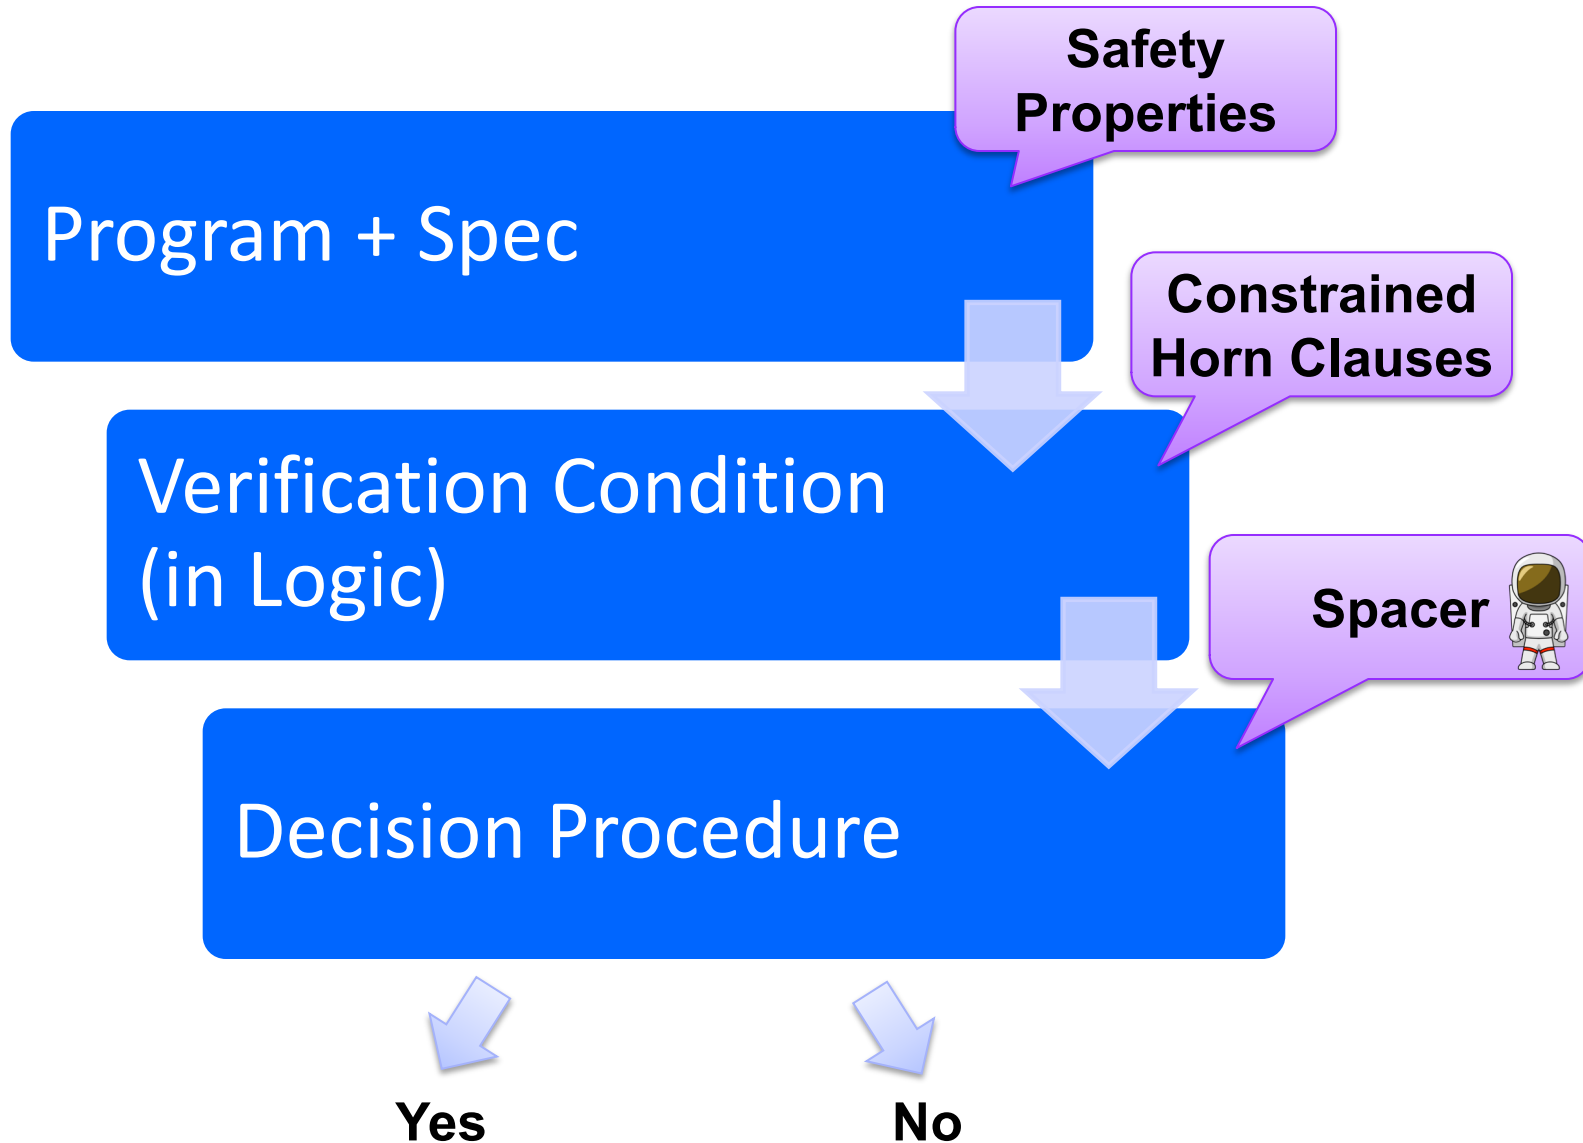 Safety
Properties
Program + Spec
Constrained
Horn Clauses
Verification Condition
(in Logic)
Spacer
Decision Procedure
Yes
No